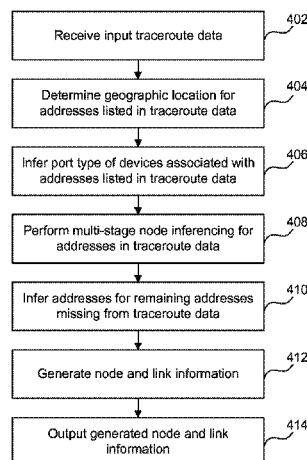 402
Receive input traceroute data
404
Determine geographic location for
addresses listed in traceroute data
406
Infer port type of devices associated with
addresses listed in traceroute data
408
Perform multi-stage node inferencing for
addresses in traceroute data
410
Infer addresses for remaining addresses
missing from traceroute data
412
Generate node and link information
414
Output generated node and link
information